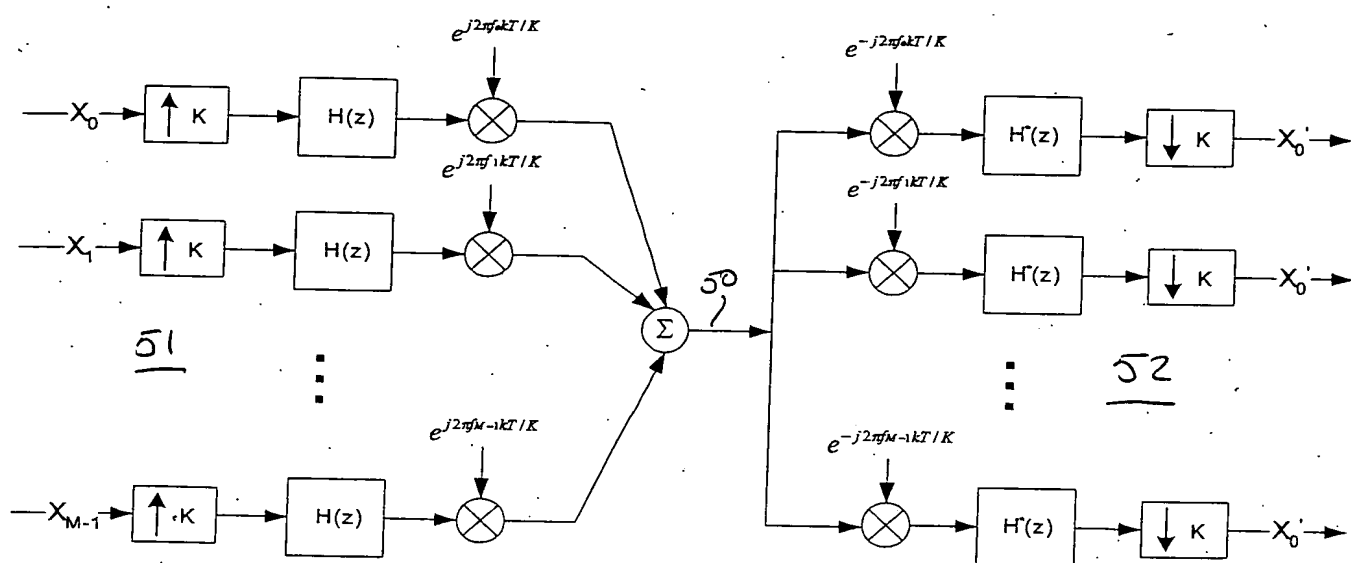 e^{j2πf₀kT/K}
e^{-j2πf₀kT/K}
X₀ ↑ K H(z) H*(z) ↓ K X₀'
e^{j2πf₁kT/K}
e^{-j2πf₁kT/K}
X₁ ↑ K H(z) H*(z) ↓ K X₀'
50
Σ
51
52
e^{j2πf_{M-1}kT/K}
e^{-j2πf_{M-1}kT/K}
X_{M-1} ↑ K H(z) H*(z) ↓ K X₀'